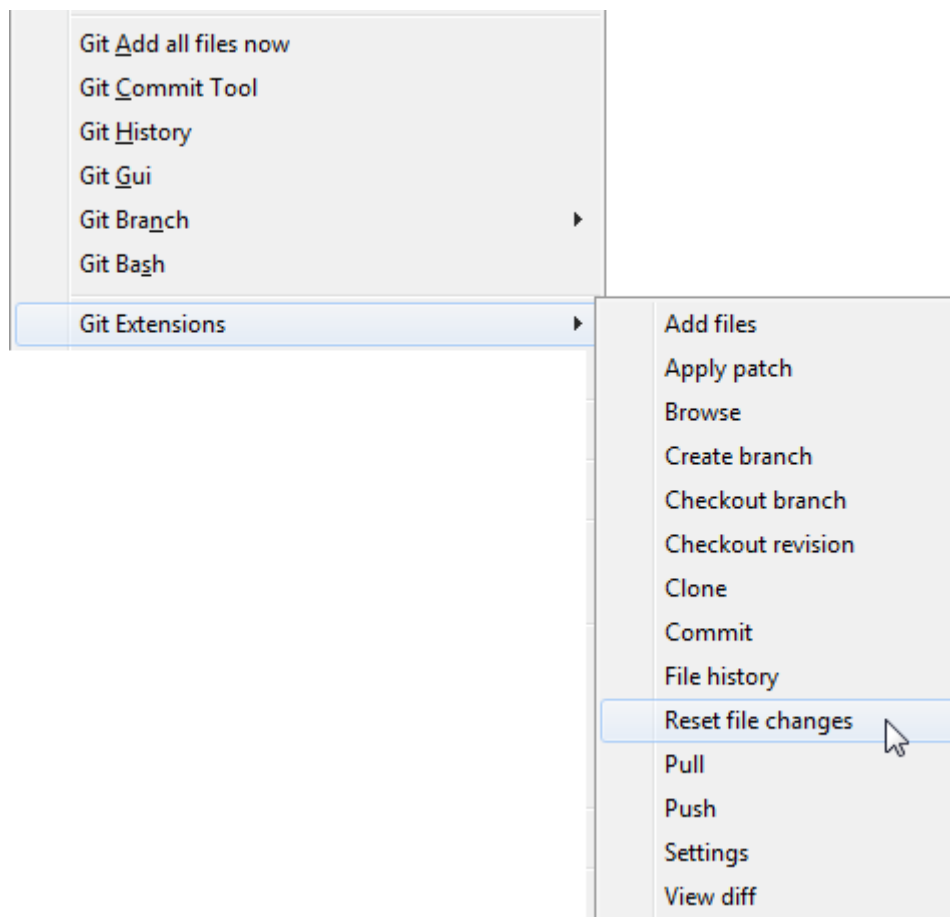 Git Add all files now
Git Commit Tool
Git History
Git Gui
Git Branch
Git Bash
Git Extensions
Add files
Apply patch
Browse
Create branch
Checkout branch
Checkout revision
Clone
Commit
File history
Reset file changes
Pull
Push
Settings
View diff